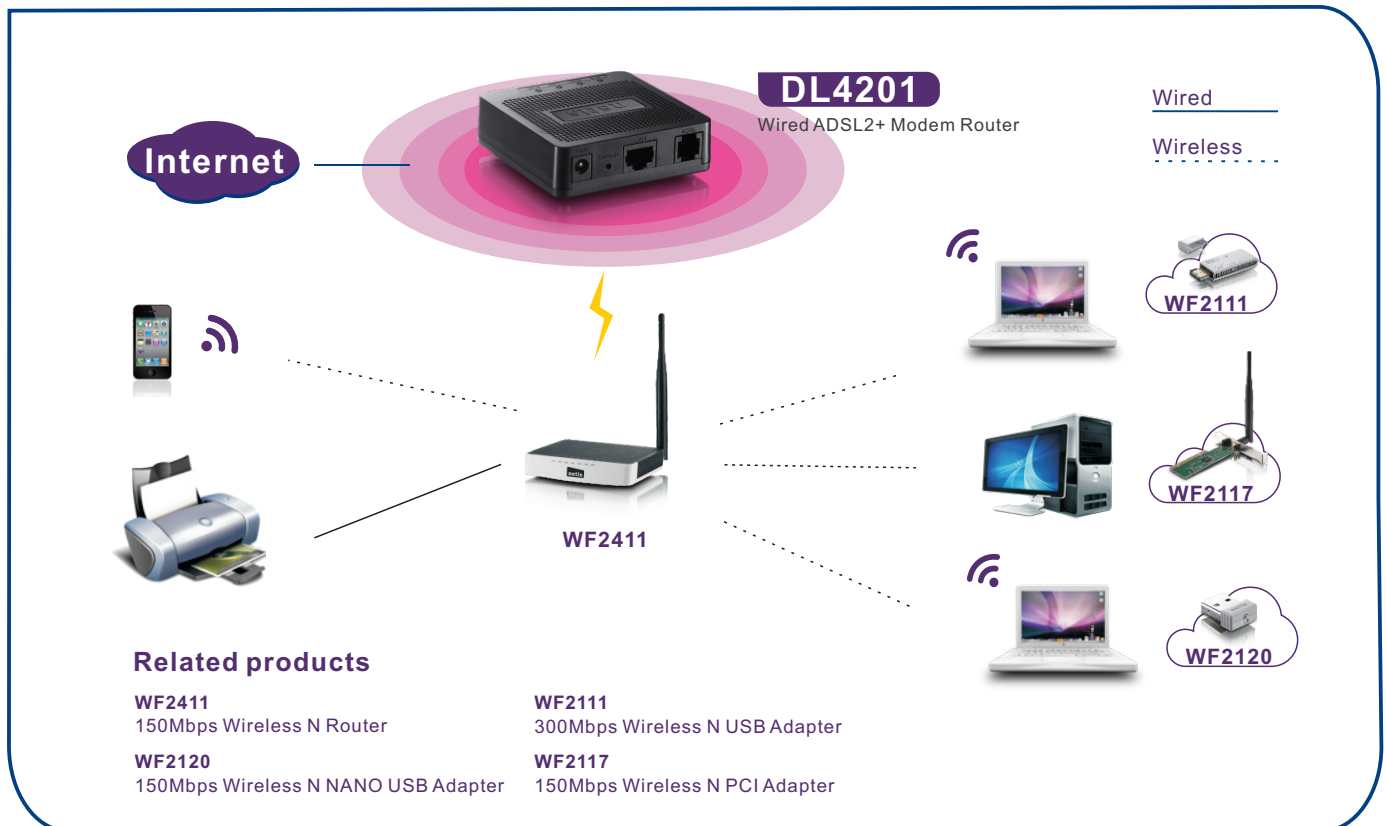 DL4201
Wired ADSL2+ Modem Router
Wired
Wireless
Internet
WF2111
netis
WF2117
WF2411
WF2120
Related products
WF2411
150Mbps Wireless N Router
WF2111
300Mbps Wireless N USB Adapter
WF2120
150Mbps Wireless N NANO USB Adapter
WF2117
150Mbps Wireless N PCI Adapter